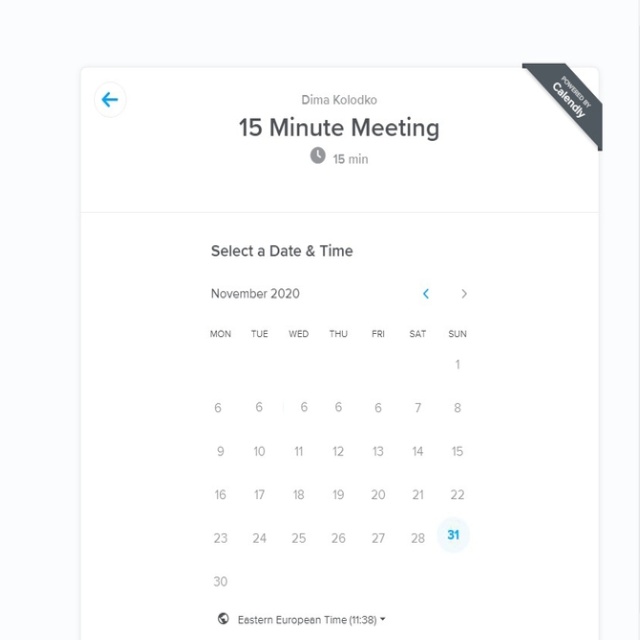 POWERED BY
Calendly
Dima Kolodko
15 Minute Meeting
15 min
Select a Date & Time
November 2020
MON TUE WED THU FRI SAT SUN
1
6 6 6 6 6 7 8
9 10 11 12 13 14 15
16 17 18 19 20 21 22
23 24 25 26 27 28 31
30
Eastern European Time (11:38)